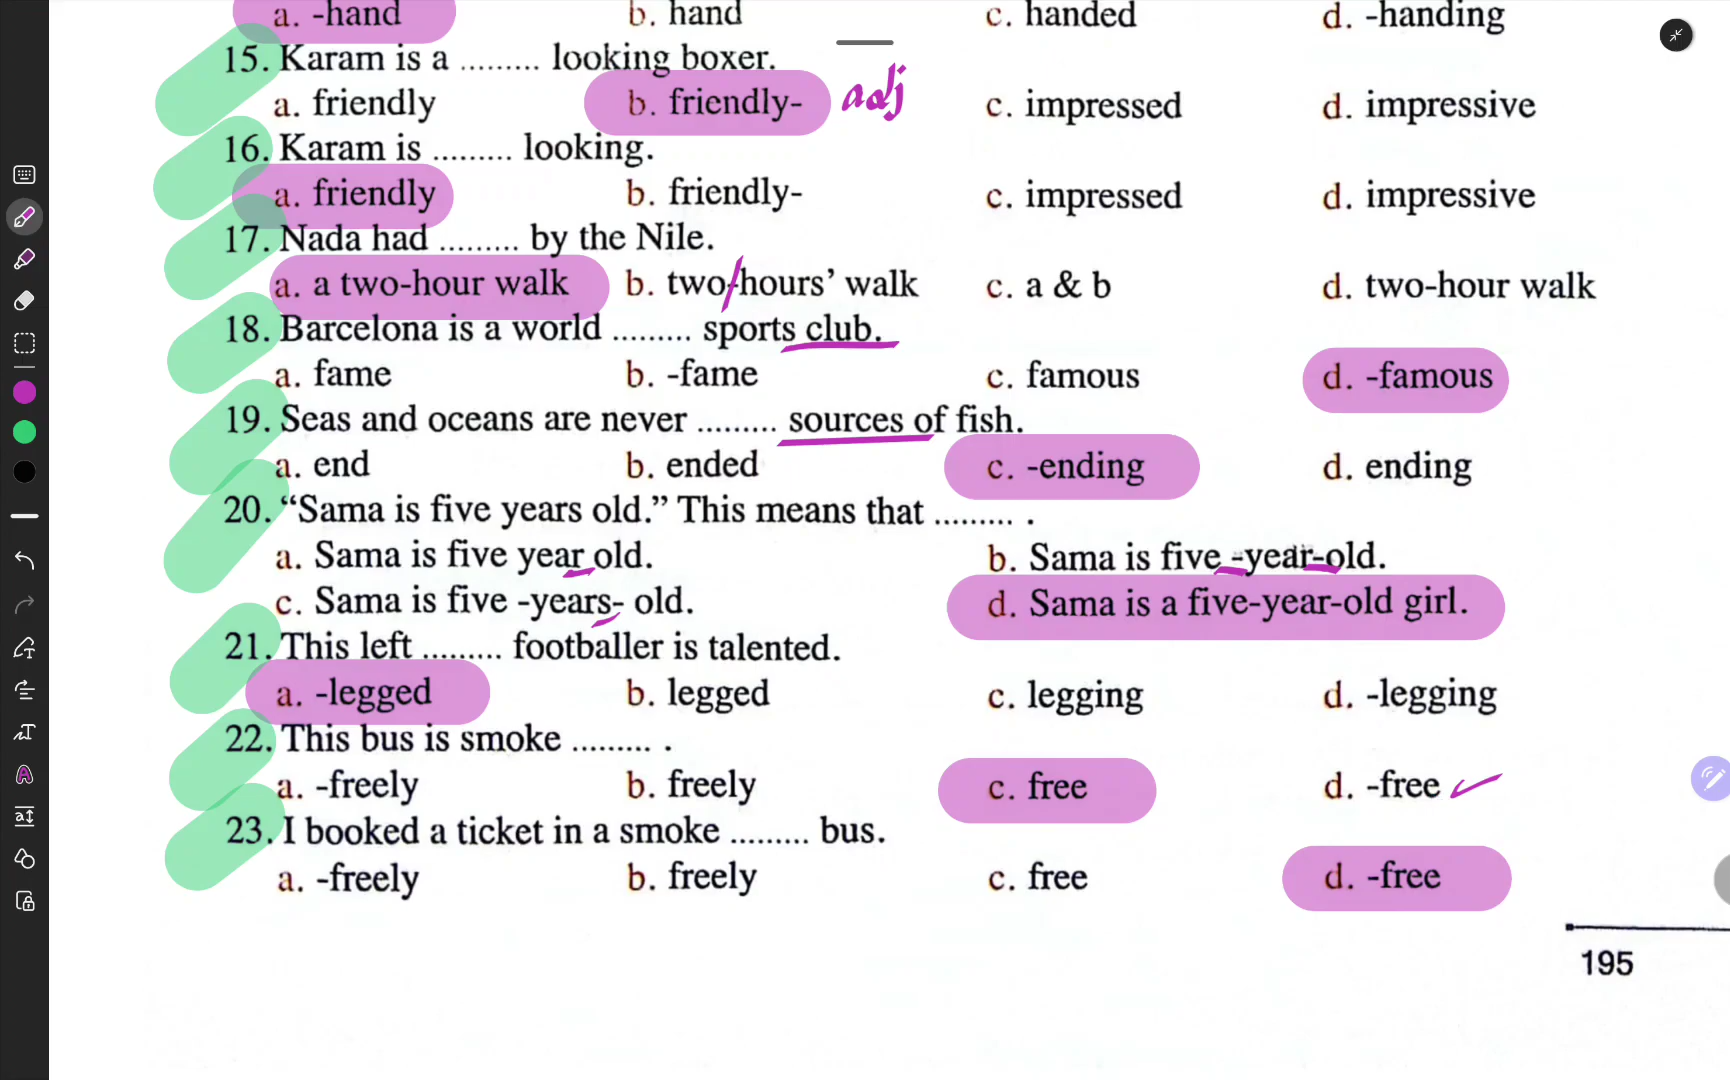 a. -hand b. hand c. handed d. -handing
15. Karam is a ......... looking boxer.
a. friendly b. friendly- adj c. impressed d. impressive
16. Karam is ......... looking.
a. friendly b. friendly- c. impressed d. impressive
17. Nada had ......... by the Nile.
a. a two-hour walk b. two-hours’ walk c. a & b d. two-hour walk
18. Barcelona is a world ......... sports club.
a. fame b. -fame c. famous d. -famous
19. Seas and oceans are never ......... sources of fish.
a. end b. ended c. -ending d. ending
20. “Sama is five years old.” This means that ......... .
a. Sama is five year old. b. Sama is five -year-old.
c. Sama is five -years- old. d. Sama is a five-year-old girl.
21. This left ......... footballer is talented.
a. -legged b. legged c. legging d. -legging
22. This bus is smoke ......... .
a. -freely b. freely c. free d. -free
23. I booked a ticket in a smoke ......... bus.
a. -freely b. freely c. free d. -free
195